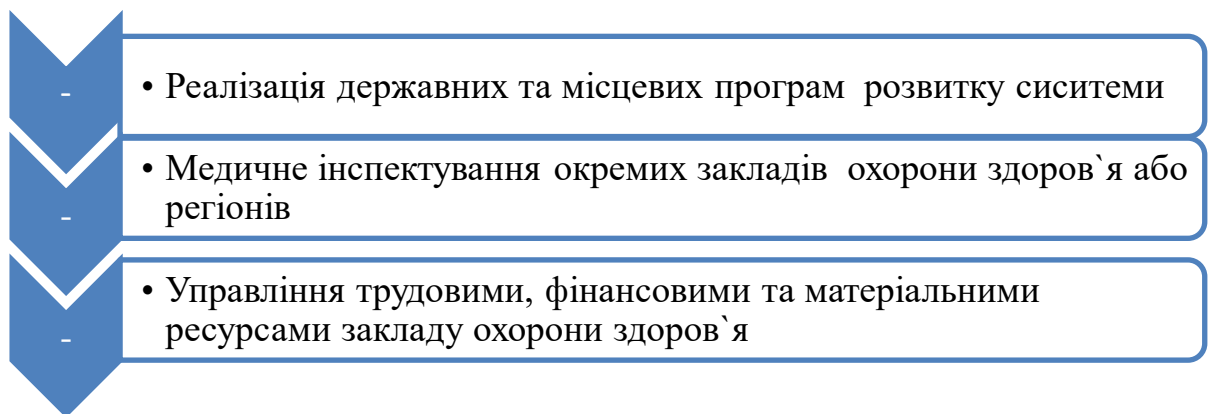 -
• Реалізація державних та місцевих програм розвитку сиситеми
-
• Медичне інспектування окремих закладів охорони здоров`я або
регіонів
-
• Управління трудовими, фінансовими та матеріальними
ресурсами закладу охорони здоров`я